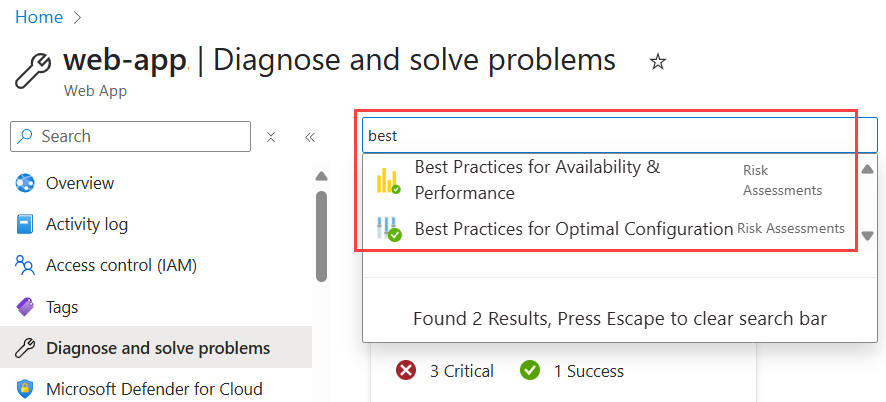 Home
web-app | Diagnose and solve problems
Web App
Search
Overview
Activity log
Access control (IAM)
Tags
Diagnose and solve problems
Microsoft Defender for Cloud
best
Best Practices for Availability &
Performance
Risk
Assessments
Best Practices for Optimal Configuration Risk Assessments
Found 2 Results, Press Escape to clear search bar
3 Critical 1 Success